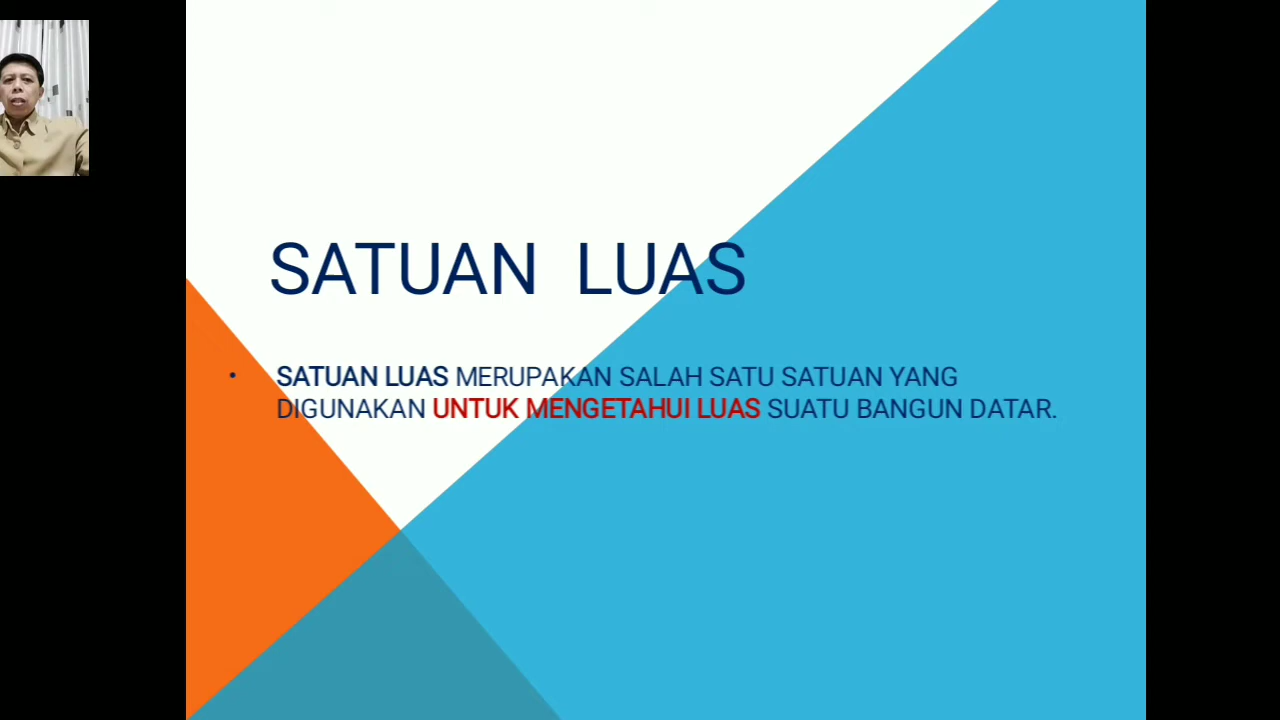 SATUAN LUAS
• SATUAN LUAS MERUPAKAN SALAH SATU SATUAN YANG
DIGUNAKAN UNTUK MENGETAHUI LUAS SUATU BANGUN DATAR.